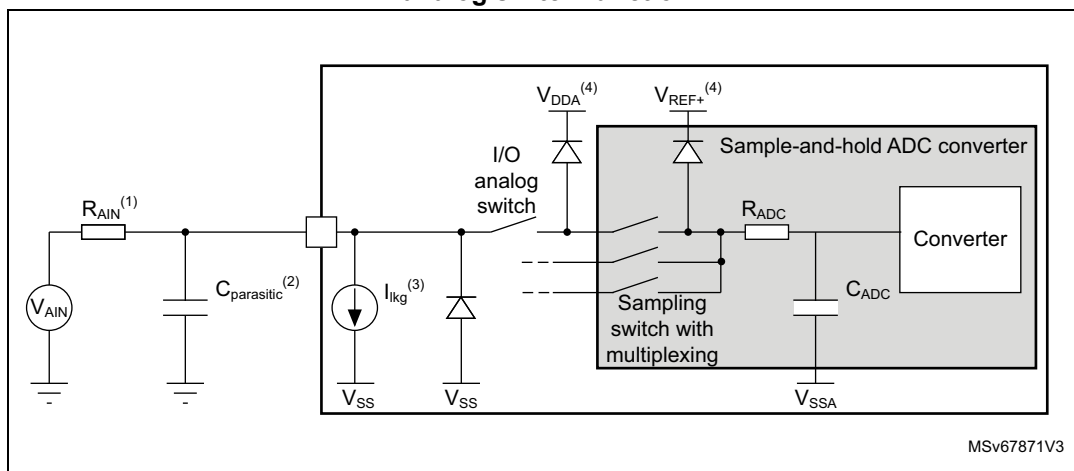 V_DDA^(4)
V_REF+^(4)
Sample-and-hold ADC converter
I/O
analog
switch
R_AIN^(1)
R_ADC
Converter
C_parasitic^(2)
I_lkg^(3)
C_ADC
V_AIN
Sampling
switch with
multiplexing
V_SS
V_SS
V_SSA
MSv67871V3